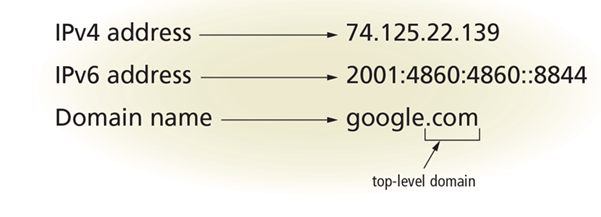 IPv4 address 74.125.22.139
IPv6 address 2001:4860:4860::8844
Domain name google.com
top-level domain